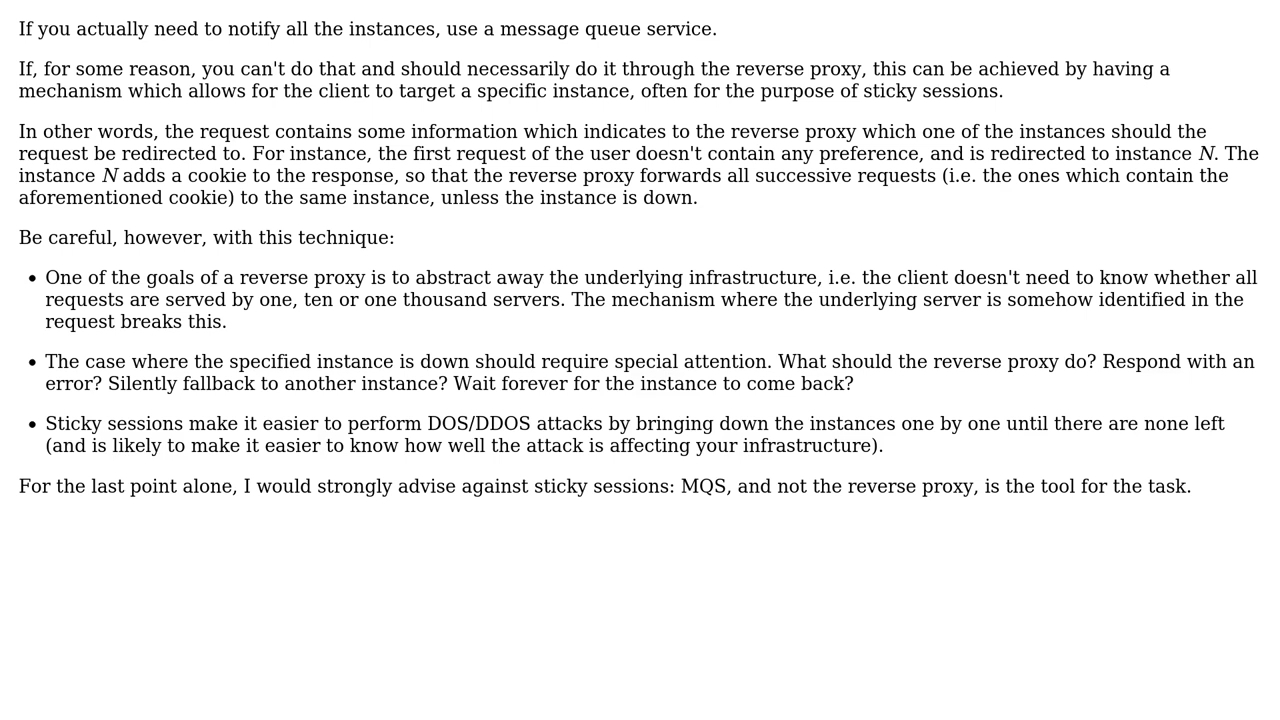 If you actually need to notify all the instances, use a message queue service.
If, for some reason, you can't do that and should necessarily do it through the reverse proxy, this can be achieved by having a
mechanism which allows for the client to target a specific instance, often for the purpose of sticky sessions.
In other words, the request contains some information which indicates to the reverse proxy which one of the instances should the
request be redirected to. For instance, the first request of the user doesn't contain any preference, and is redirected to instance N. The
instance N adds a cookie to the response, so that the reverse proxy forwards all successive requests (i.e. the ones which contain the
aforementioned cookie) to the same instance, unless the instance is down.
Be careful, however, with this technique:
• One of the goals of a reverse proxy is to abstract away the underlying infrastructure, i.e. the client doesn't need to know whether all
requests are served by one, ten or one thousand servers. The mechanism where the underlying server is somehow identified in the
request breaks this.
• The case where the specified instance is down should require special attention. What should the reverse proxy do? Respond with an
error? Silently fallback to another instance? Wait forever for the instance to come back?
• Sticky sessions make it easier to perform DOS/DDOS attacks by bringing down the instances one by one until there are none left
(and is likely to make it easier to know how well the attack is affecting your infrastructure).
For the last point alone, I would strongly advise against sticky sessions: MQS, and not the reverse proxy, is the tool for the task.